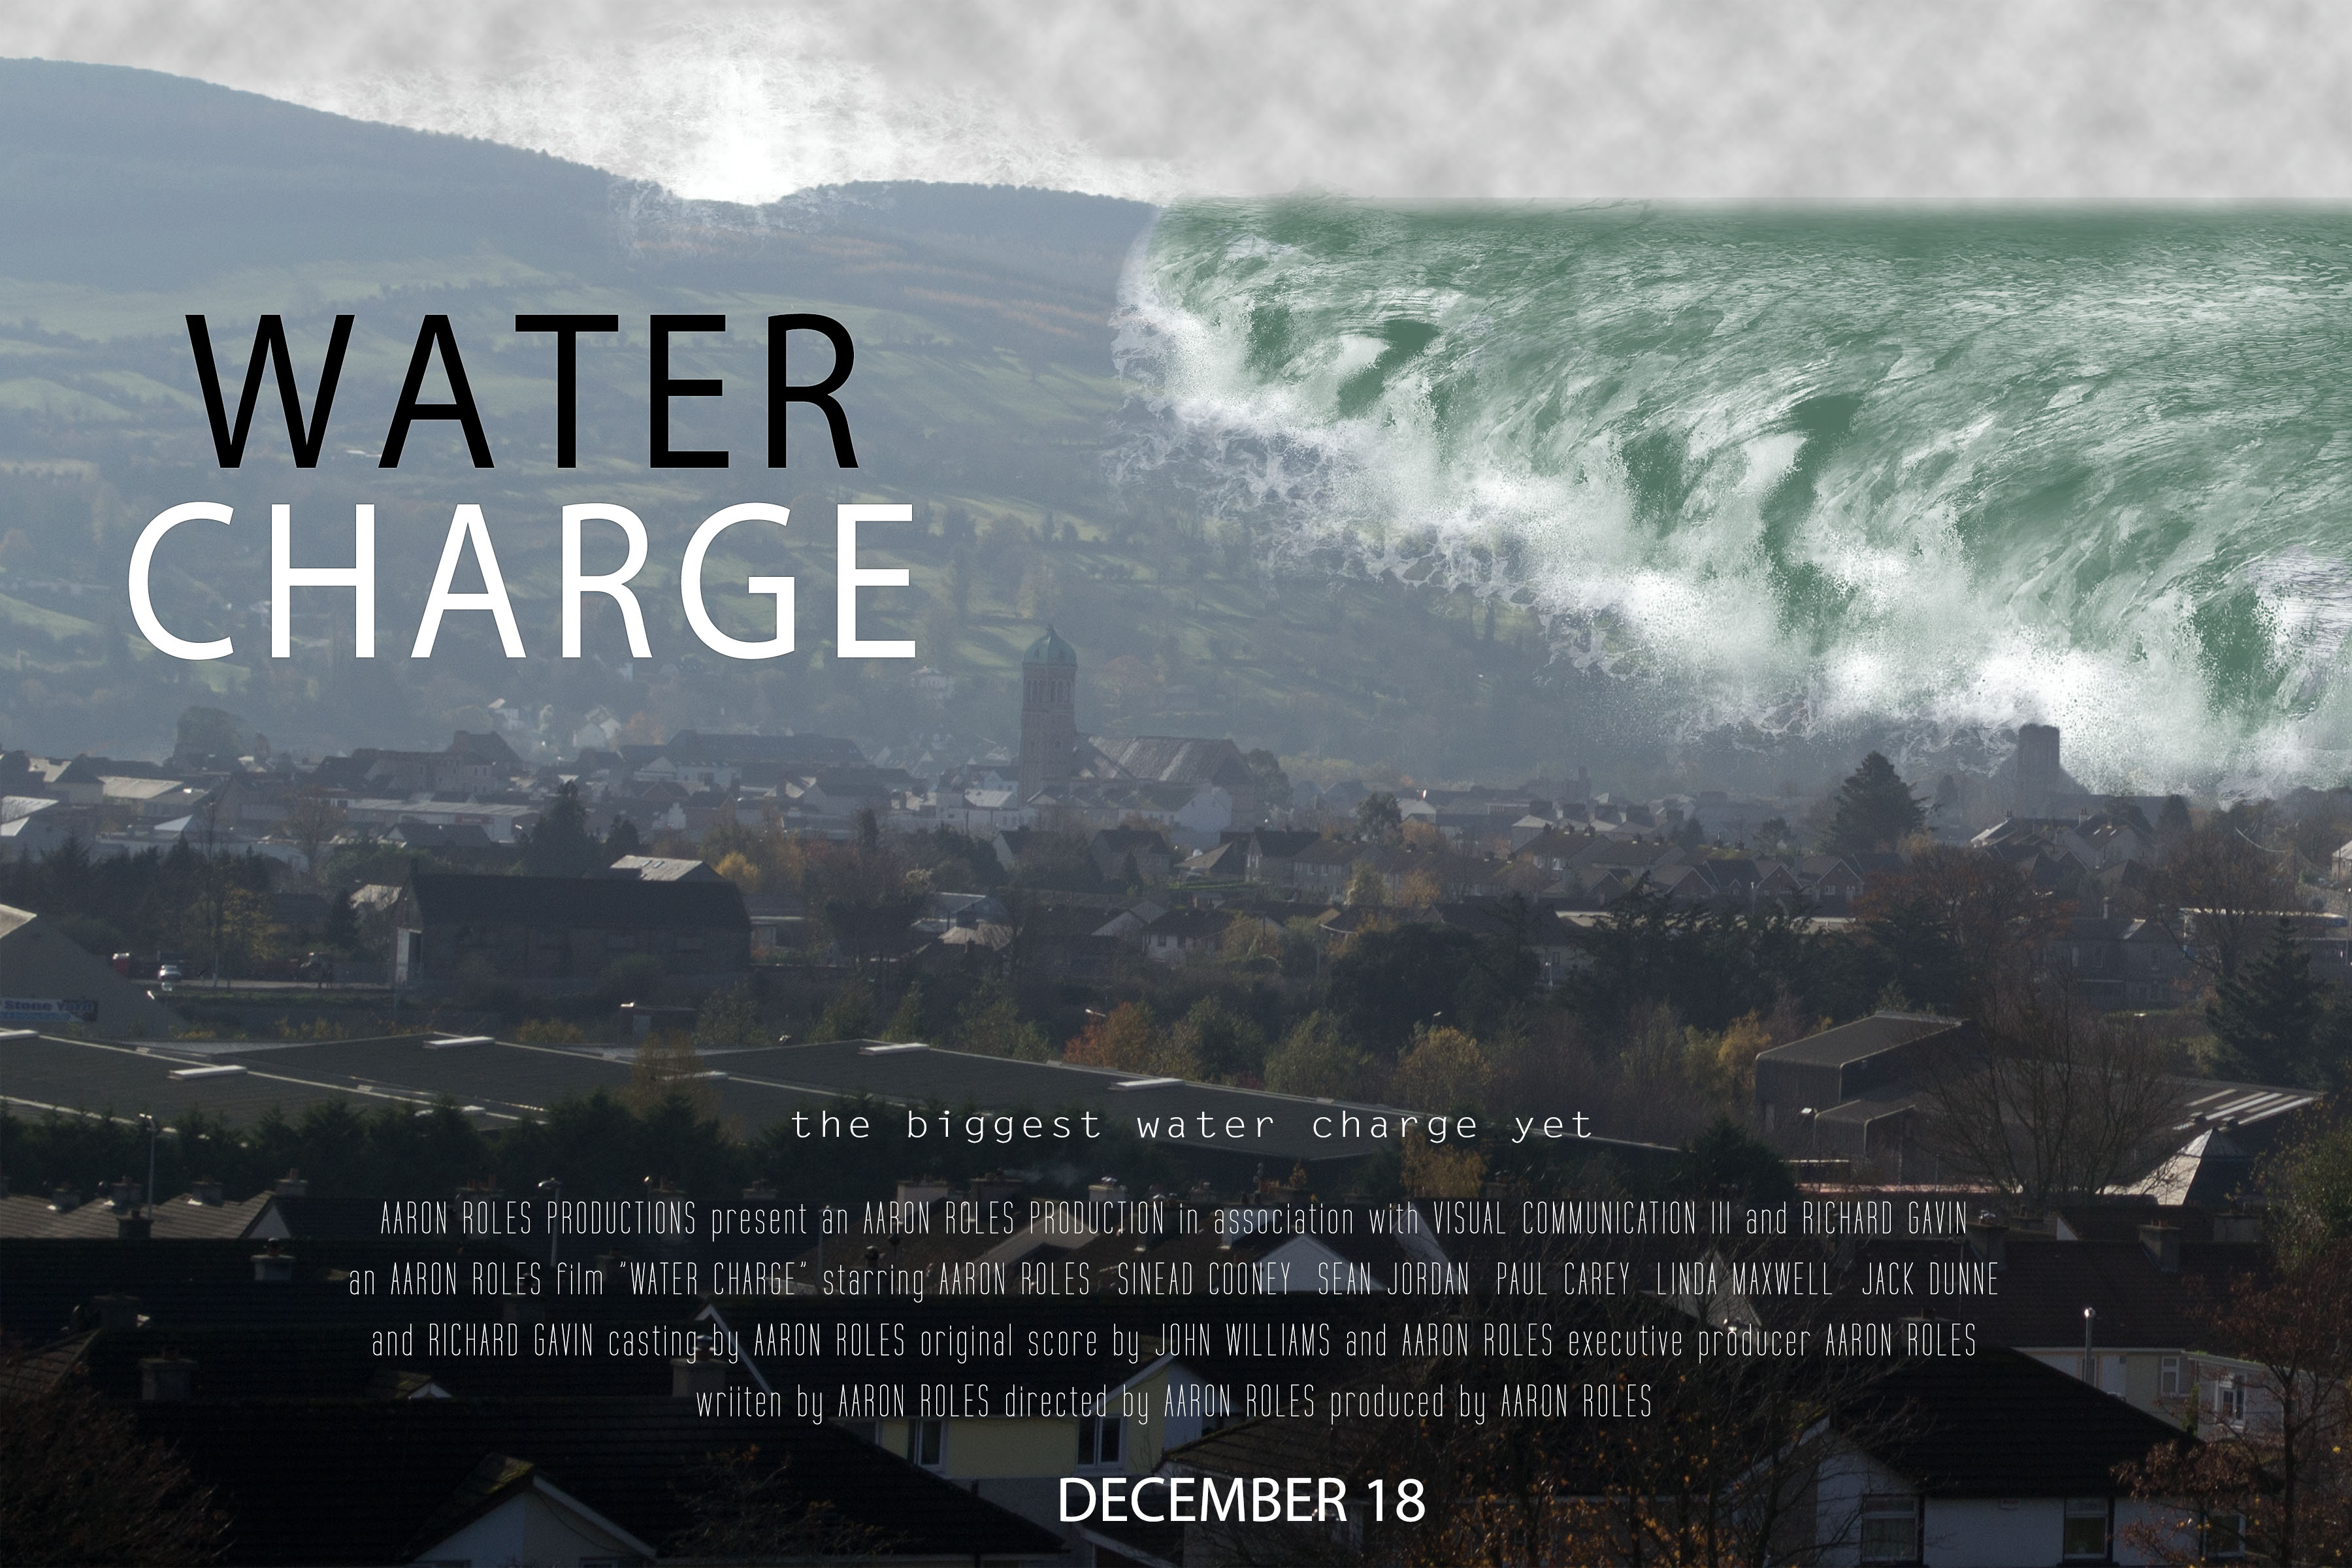 WATER
CHARGE
Stone Yard
the biggest water charge yet
AARON ROLES PRODUCTIONS present an AARON ROLES PRODUCTION in association with VISUAL COMMUNICATION III and RICHARD GAVIN
an AARON ROLES film "WATER CHARGE" starring AARON ROLES SINEAD COONEY SEAN JORDAN PAUL CAREY LINDA MAXWELL JACK DUNNE
and RICHARD GAVIN casting by AARON ROLES original score by JOHN WILLIAMS and AARON ROLES executive producer AARON ROLES
wriiten by AARON ROLES directed by AARON ROLES produced by AARON ROLES
DECEMBER 18